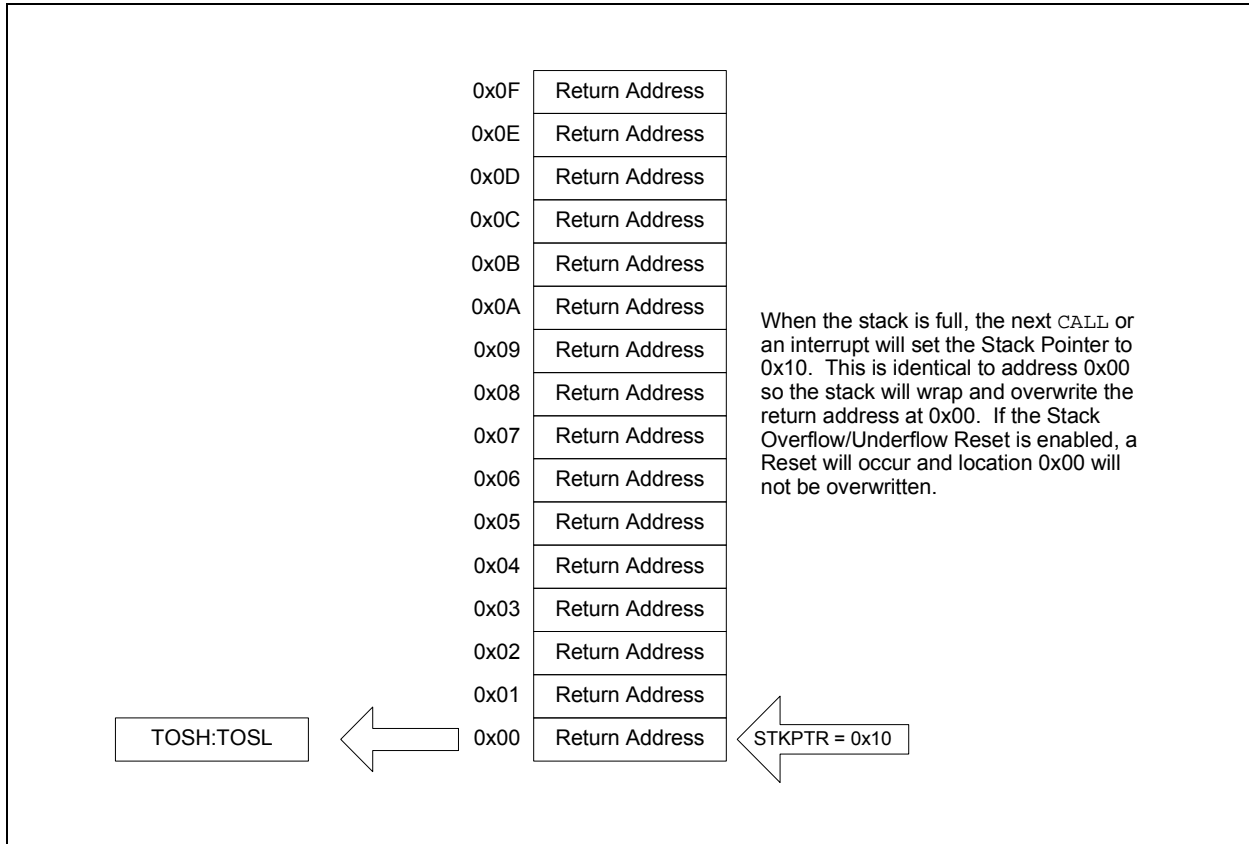 0x0F Return Address
0x0E Return Address
0x0D Return Address
0x0C Return Address
0x0B Return Address
0x0A Return Address
0x09 Return Address
0x08 Return Address
0x07 Return Address
0x06 Return Address
0x05 Return Address
0x04 Return Address
0x03 Return Address
0x02 Return Address
0x01 Return Address
TOSH:TOSL 0x00 Return Address STKPTR = 0x10
When the stack is full, the next CALL or
an interrupt will set the Stack Pointer to
0x10. This is identical to address 0x00
so the stack will wrap and overwrite the
return address at 0x00. If the Stack
Overflow/Underflow Reset is enabled, a
Reset will occur and location 0x00 will
not be overwritten.